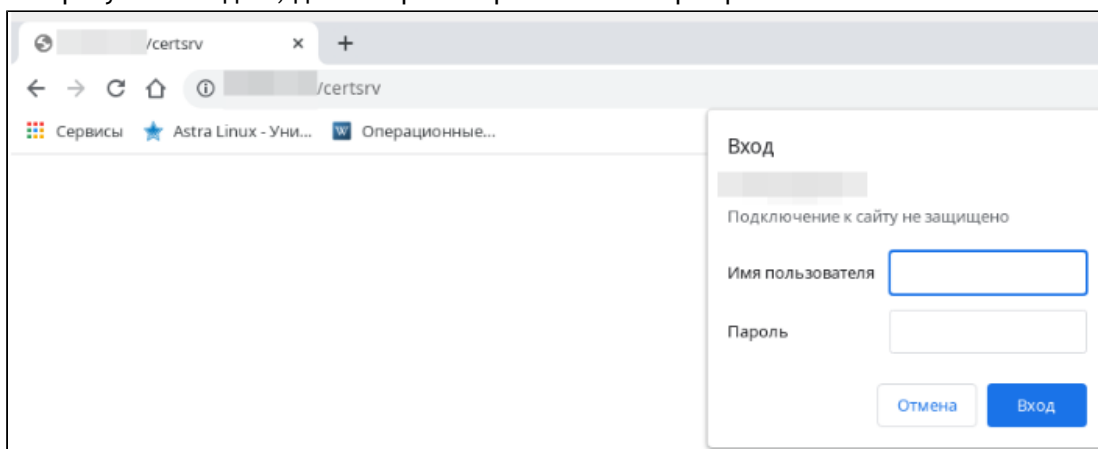 /certsrv
/certsrv
Сервисы Astra Linux - Уни... W Операционные...
Вход
Подключение к сайту не защищено
Имя пользователя
Пароль
Отмена Вход